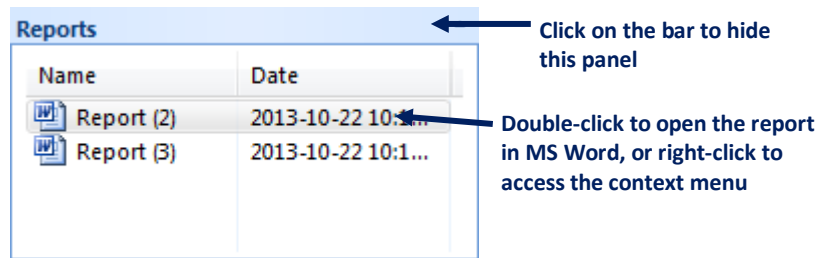 Reports
Click on the bar to hide
this panel
Name Date
Report (2) 2013-10-22 10:1...
Double-click to open the report
in MS Word, or right-click to
access the context menu
Report (3) 2013-10-22 10:1...